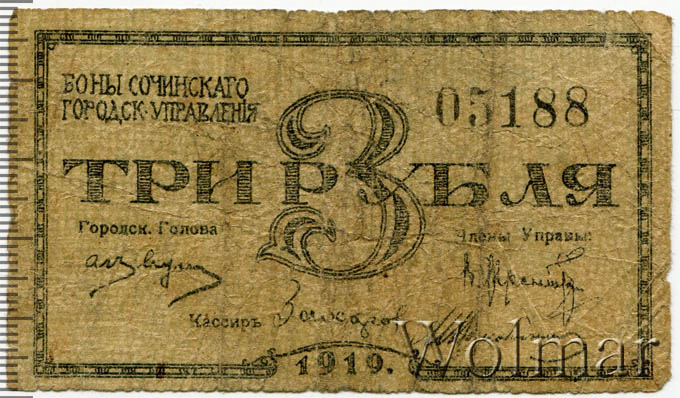 БОНЫ СОЧИНСКАГО
ГОРОДСК. УПРАВЛЕНІЯ
05188
3
ТРИ РУБЛЯ
Городск. Голова
Члены Управы:
Кассиръ
1919.
Wolmar